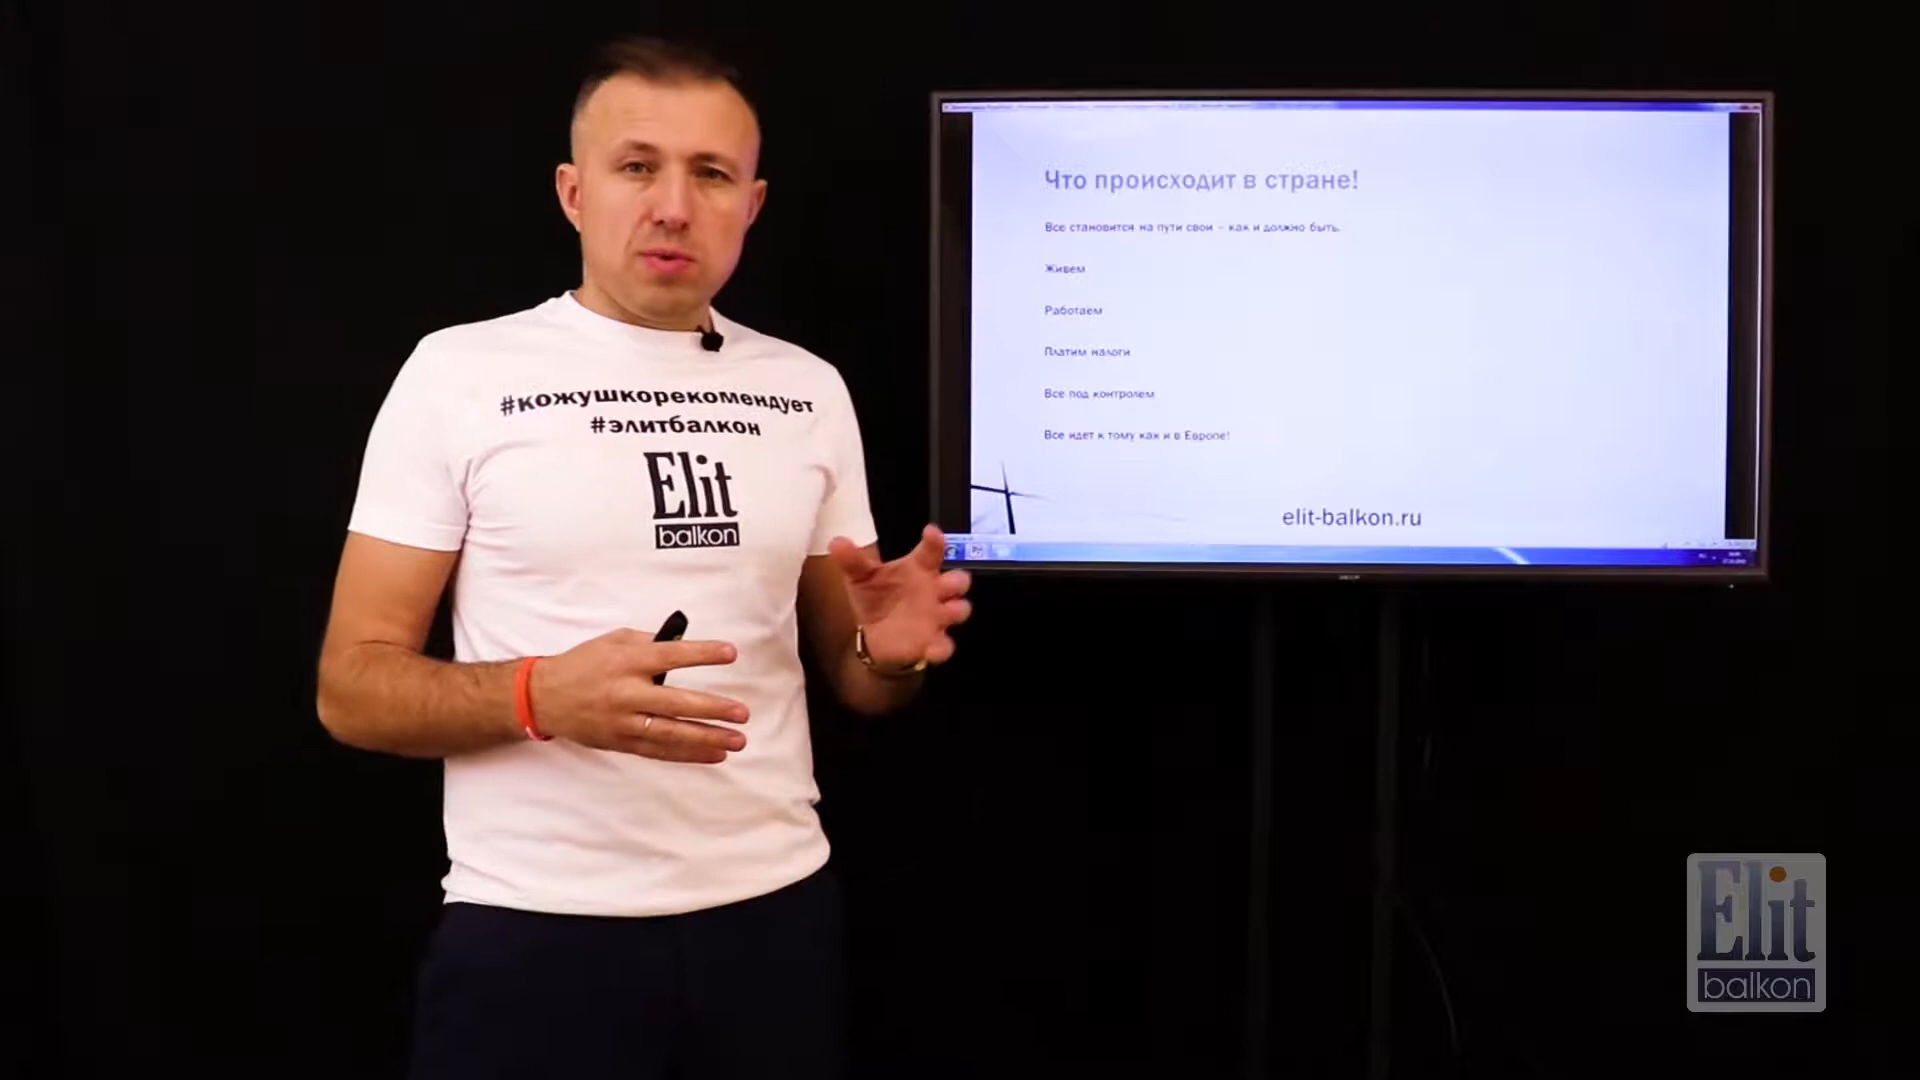 #кожушкорекомендует
#элитбалкон
Elit
balkon
Что происходит в стране!
Все становится на пути свои – как и должно быть.
Живем
Работаем
Платим налоги
Все под контролем
Все идет к тому как и в Европе!
elit-balkon.ru
Elit
balkon